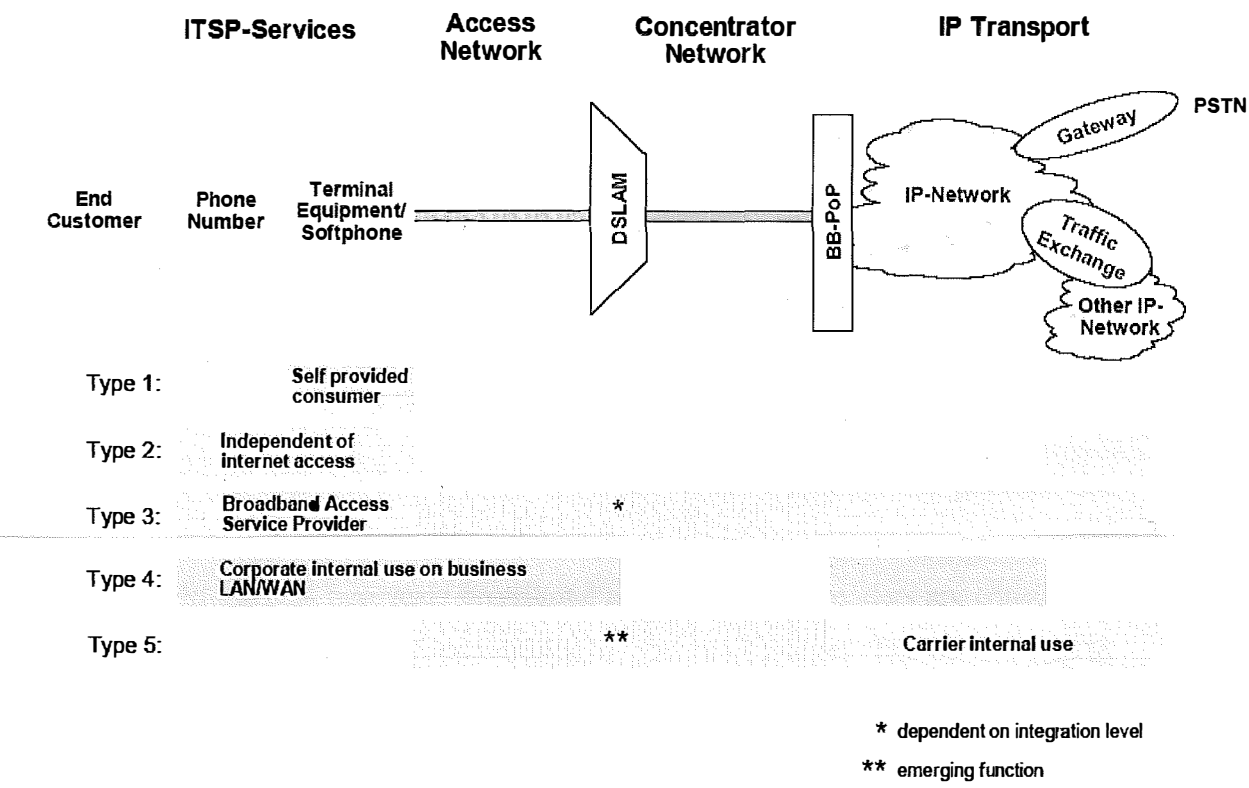 ITSP-Services
Access
Network
Concentrator
Network
IP Transport
End
Customer
Phone
Number
Terminal
Equipment/
Softphone
DSLAM
BB-PoP
IP-Network
Gateway
PSTN
Traffic
Exchange
Other IP-
Network
Type 1:
Self provided
consumer
Type 2:
Independent of
internet access
Type 3:
Broadband Access
Service Provider
*
Type 4:
Corporate internal use on business
LAN/WAN
Type 5:
**
Carrier internal use
* dependent on integration level
** emerging function